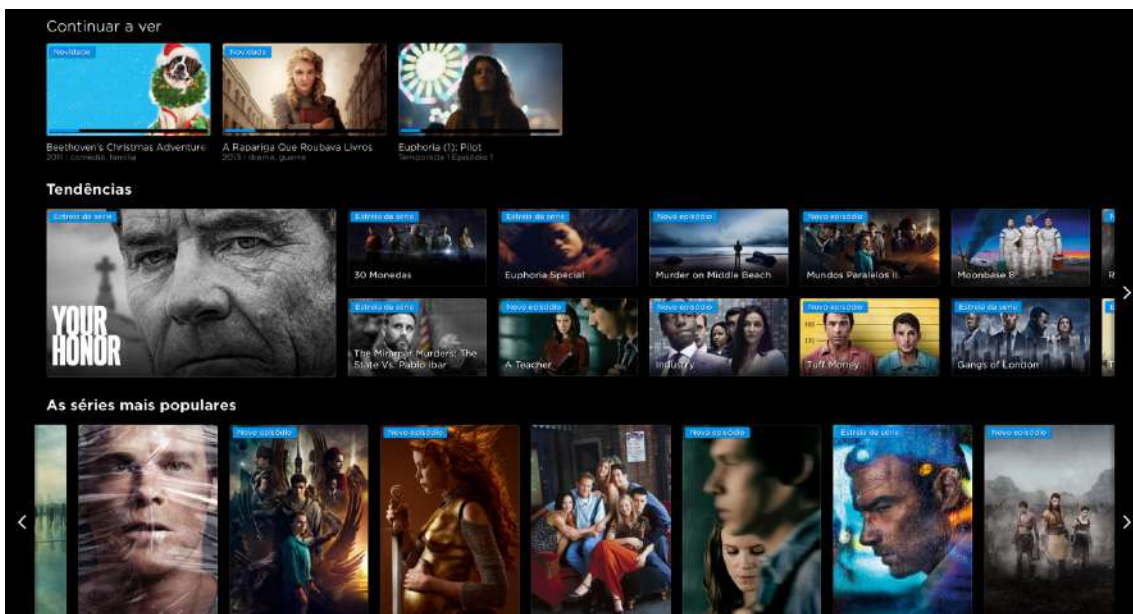 Continuar a ver
Novidade
Novidade
Beethoven's Christmas Adventure
2011 | comédia, família
A Rapariga Que Roubava Livros
2013 | drama, guerra
Euphoria (1): Pilot
Temporada 1 Episódio 1
Tendências
Estreia da série
YOUR
HONOR
Estreia da série
30 Monedas
Estreia da série
Euphoria Special
Novo episódio
Murder on Middle Beach
Novo episódio
Mundos Paralelos II
Moonbase 8
Estreia da série
The Miramar Murders: The
State Vs. Pablo Ibar
Novo episódio
A Teacher
Industry
Novo episódio
Tuff Money
Estreia da série
Gangs of London
As séries mais populares
Novo episódio
Novo episódio
Novo episódio
Estreia da série
Novo episódio